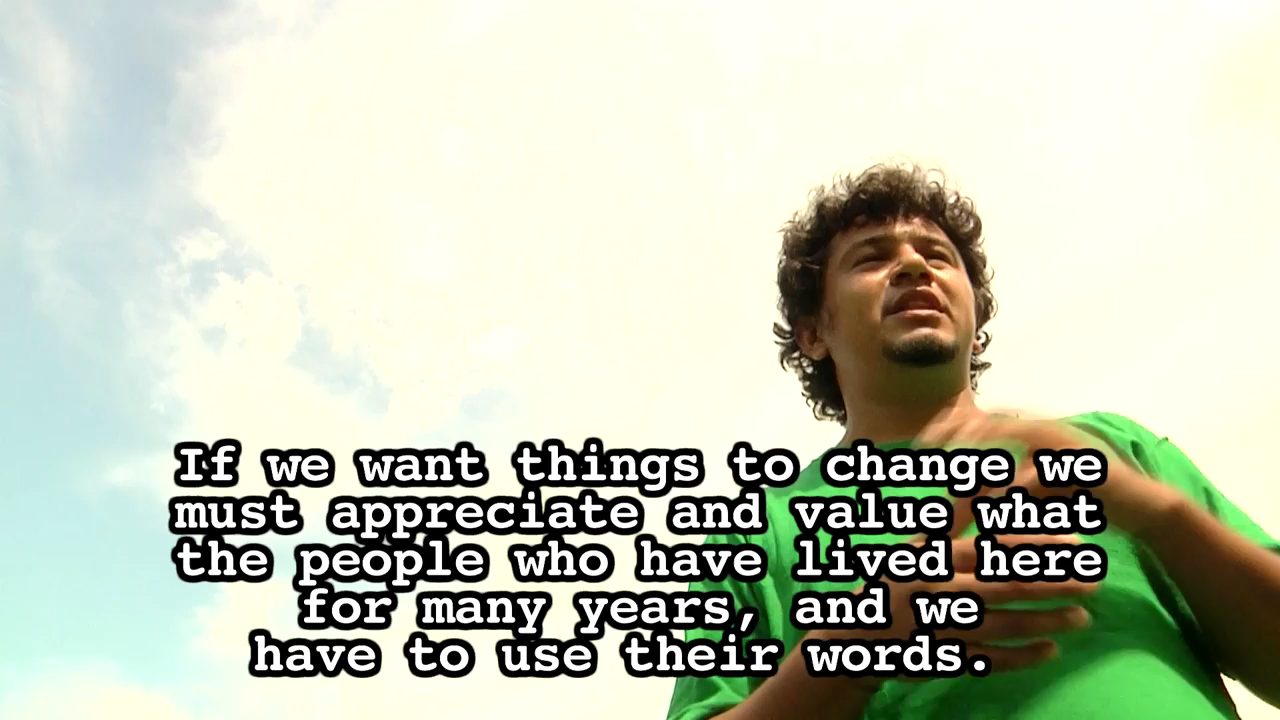 If we want things to change we
must appreciate and value what
the people who have lived here
for many years, and we
have to use their words.